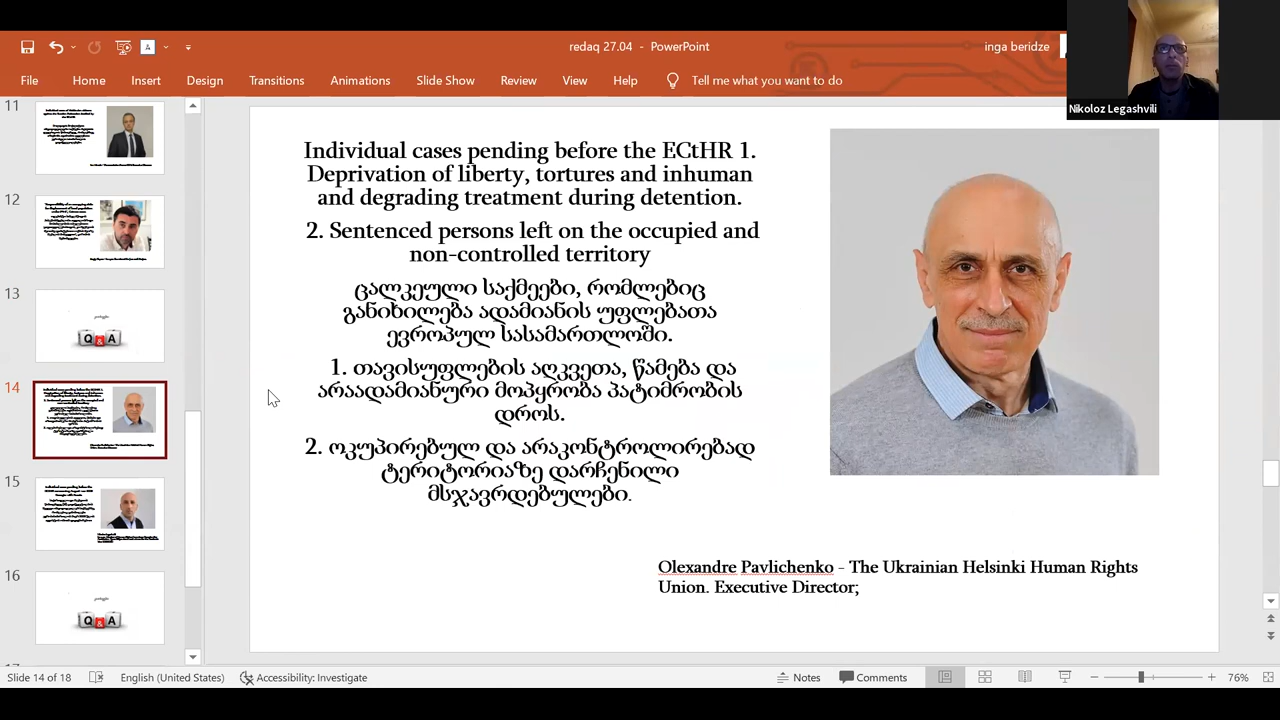 redaq 27.04 - PowerPoint
inga beridze
File Home Insert Design Transitions Animations Slide Show Review View Help Tell me what you want to do
Nikoloz Legashvili
11
12
13
Q & A
14
15
16
Q & A
Individual cases pending before the ECtHR 1.
Deprivation of liberty, tortures and inhuman
and degrading treatment during detention.
2. Sentenced persons left on the occupied and
non-controlled territory
ცალკეული საქმეები, რომლებიც
განიხილება ადამიანის უფლებათა
ევროპულ სასამართლოში.
1. თავისუფლების აღკვეთა, წამება და
არაადამიანური მოპყრობა პატიმრობის
დროს.
2. ოკუპირებულ და არაკონტროლირებად
ტერიტორიაზე დარჩენილი
მსჯავრდებულები.
Olexandre Pavlichenko - The Ukrainian Helsinki Human Rights
Union. Executive Director;
Slide 14 of 18 English (United States) Accessibility: Investigate Notes Comments 76%